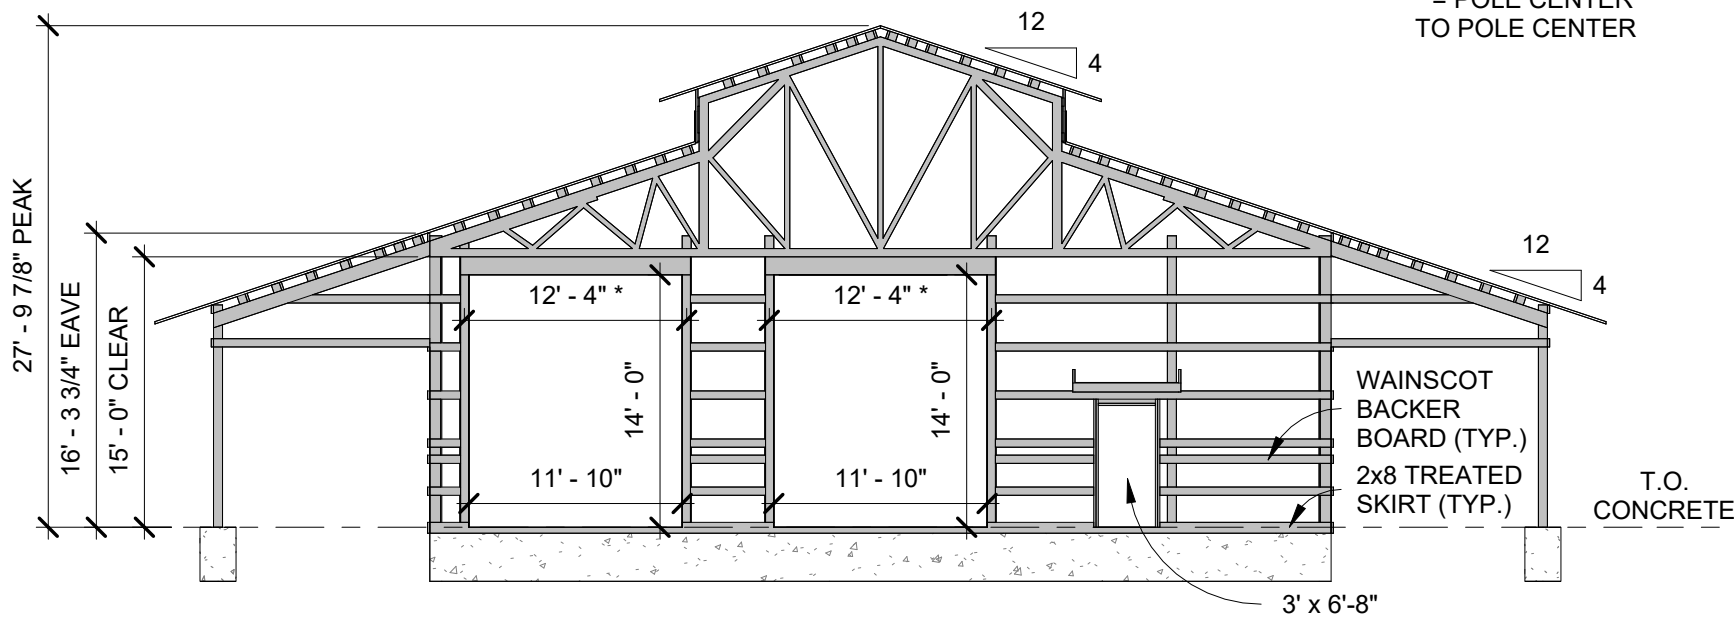 = POLE CENTER
TO POLE CENTER
12
4
12
4
27' - 9 7/8" PEAK
16' - 3 3/4" EAVE
15' - 0" CLEAR
12' - 4" *
12' - 4" *
14' - 0"
14' - 0"
11' - 10"
11' - 10"
WAINSCOT
BACKER
BOARD (TYP.)
2x8 TREATED
SKIRT (TYP.)
T.O.
CONCRETE
3' x 6'-8"